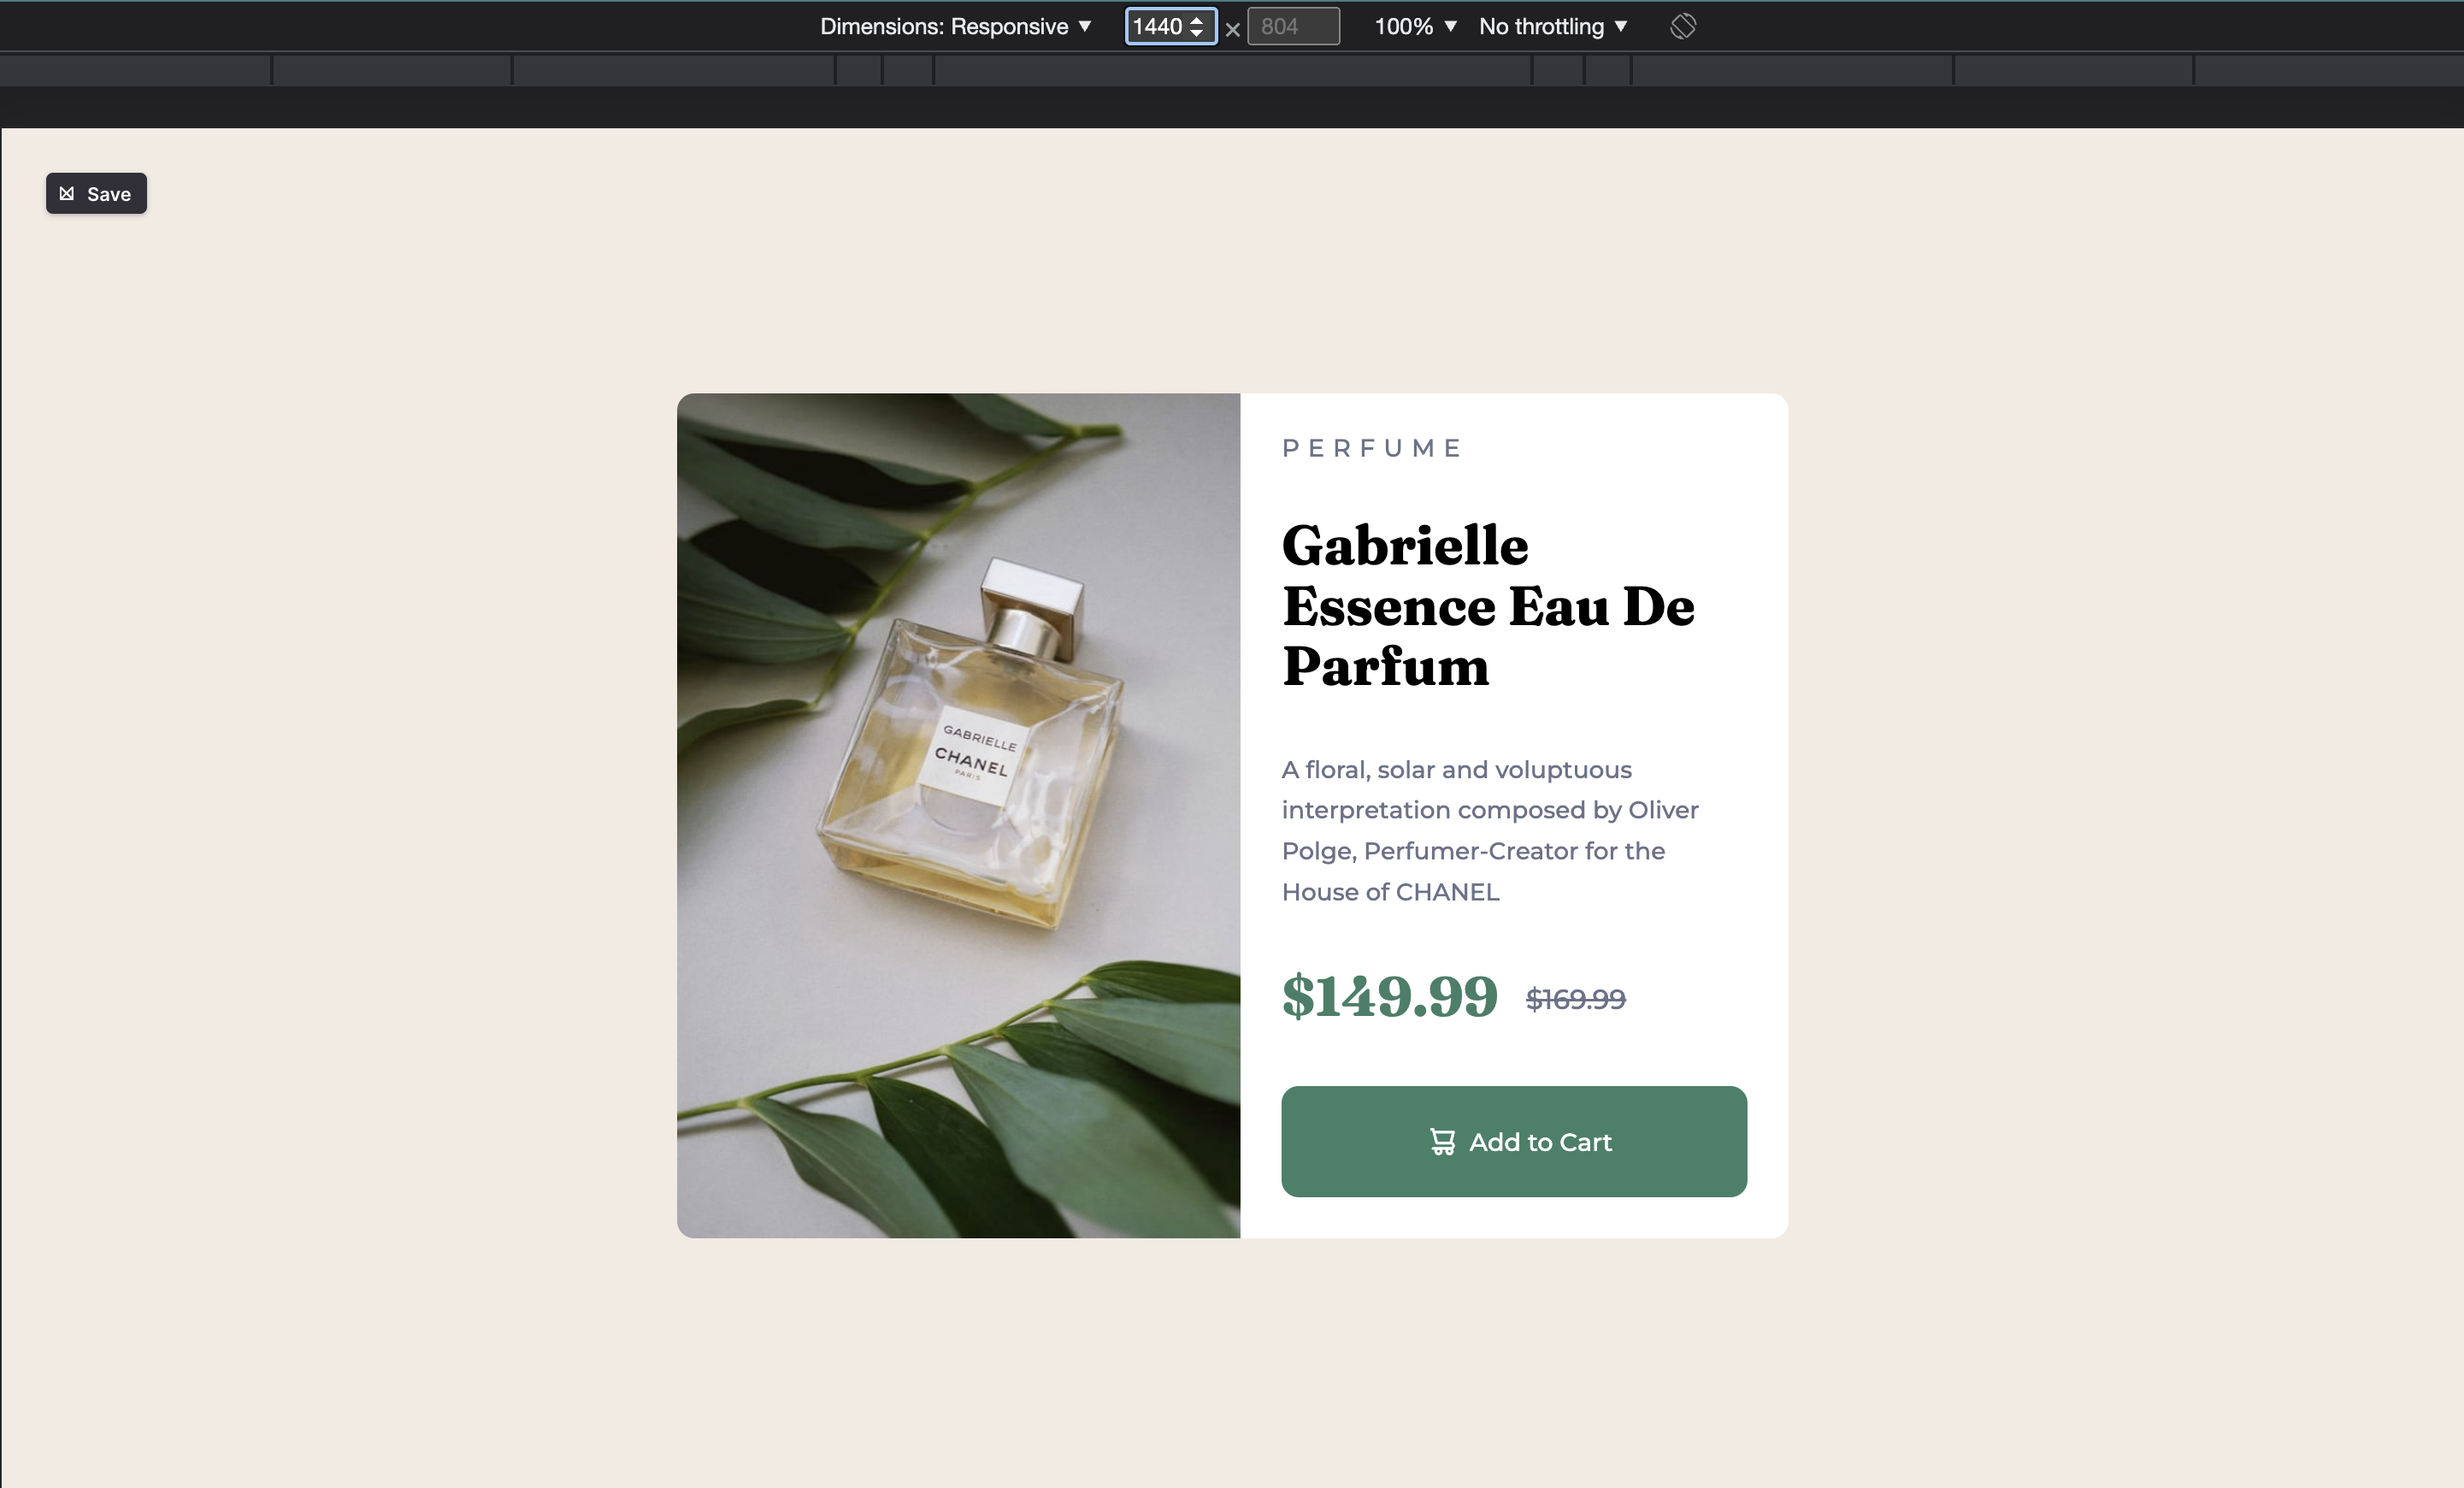 Dimensions: Responsive ▼ 1440 × 804 100% ▼ No throttling ▼
Save
PERFUME
Gabrielle
Essence Eau De
Parfum
GABRIELLE
CHANEL
PARIS
A floral, solar and voluptuous
interpretation composed by Oliver
Polge, Perfumer-Creator for the
House of CHANEL
$149.99 $169.99
Add to Cart